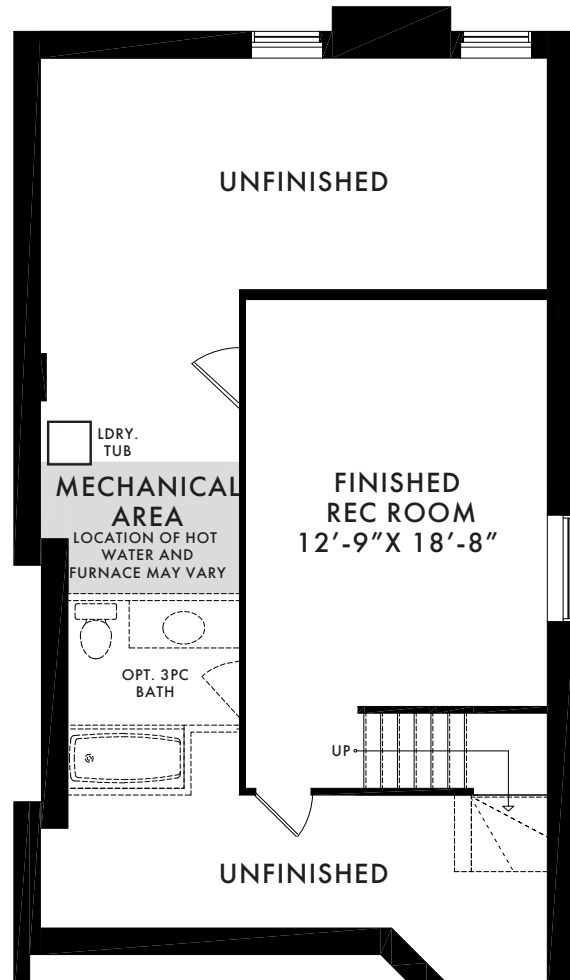 UNFINISHED
LDRY.
TUB
MECHANICAL
AREA
LOCATION OF HOT
WATER AND
FURNACE MAY VARY
FINISHED
REC ROOM
12’-9”X 18’-8”
OPT. 3PC
BATH
UP
UNFINISHED